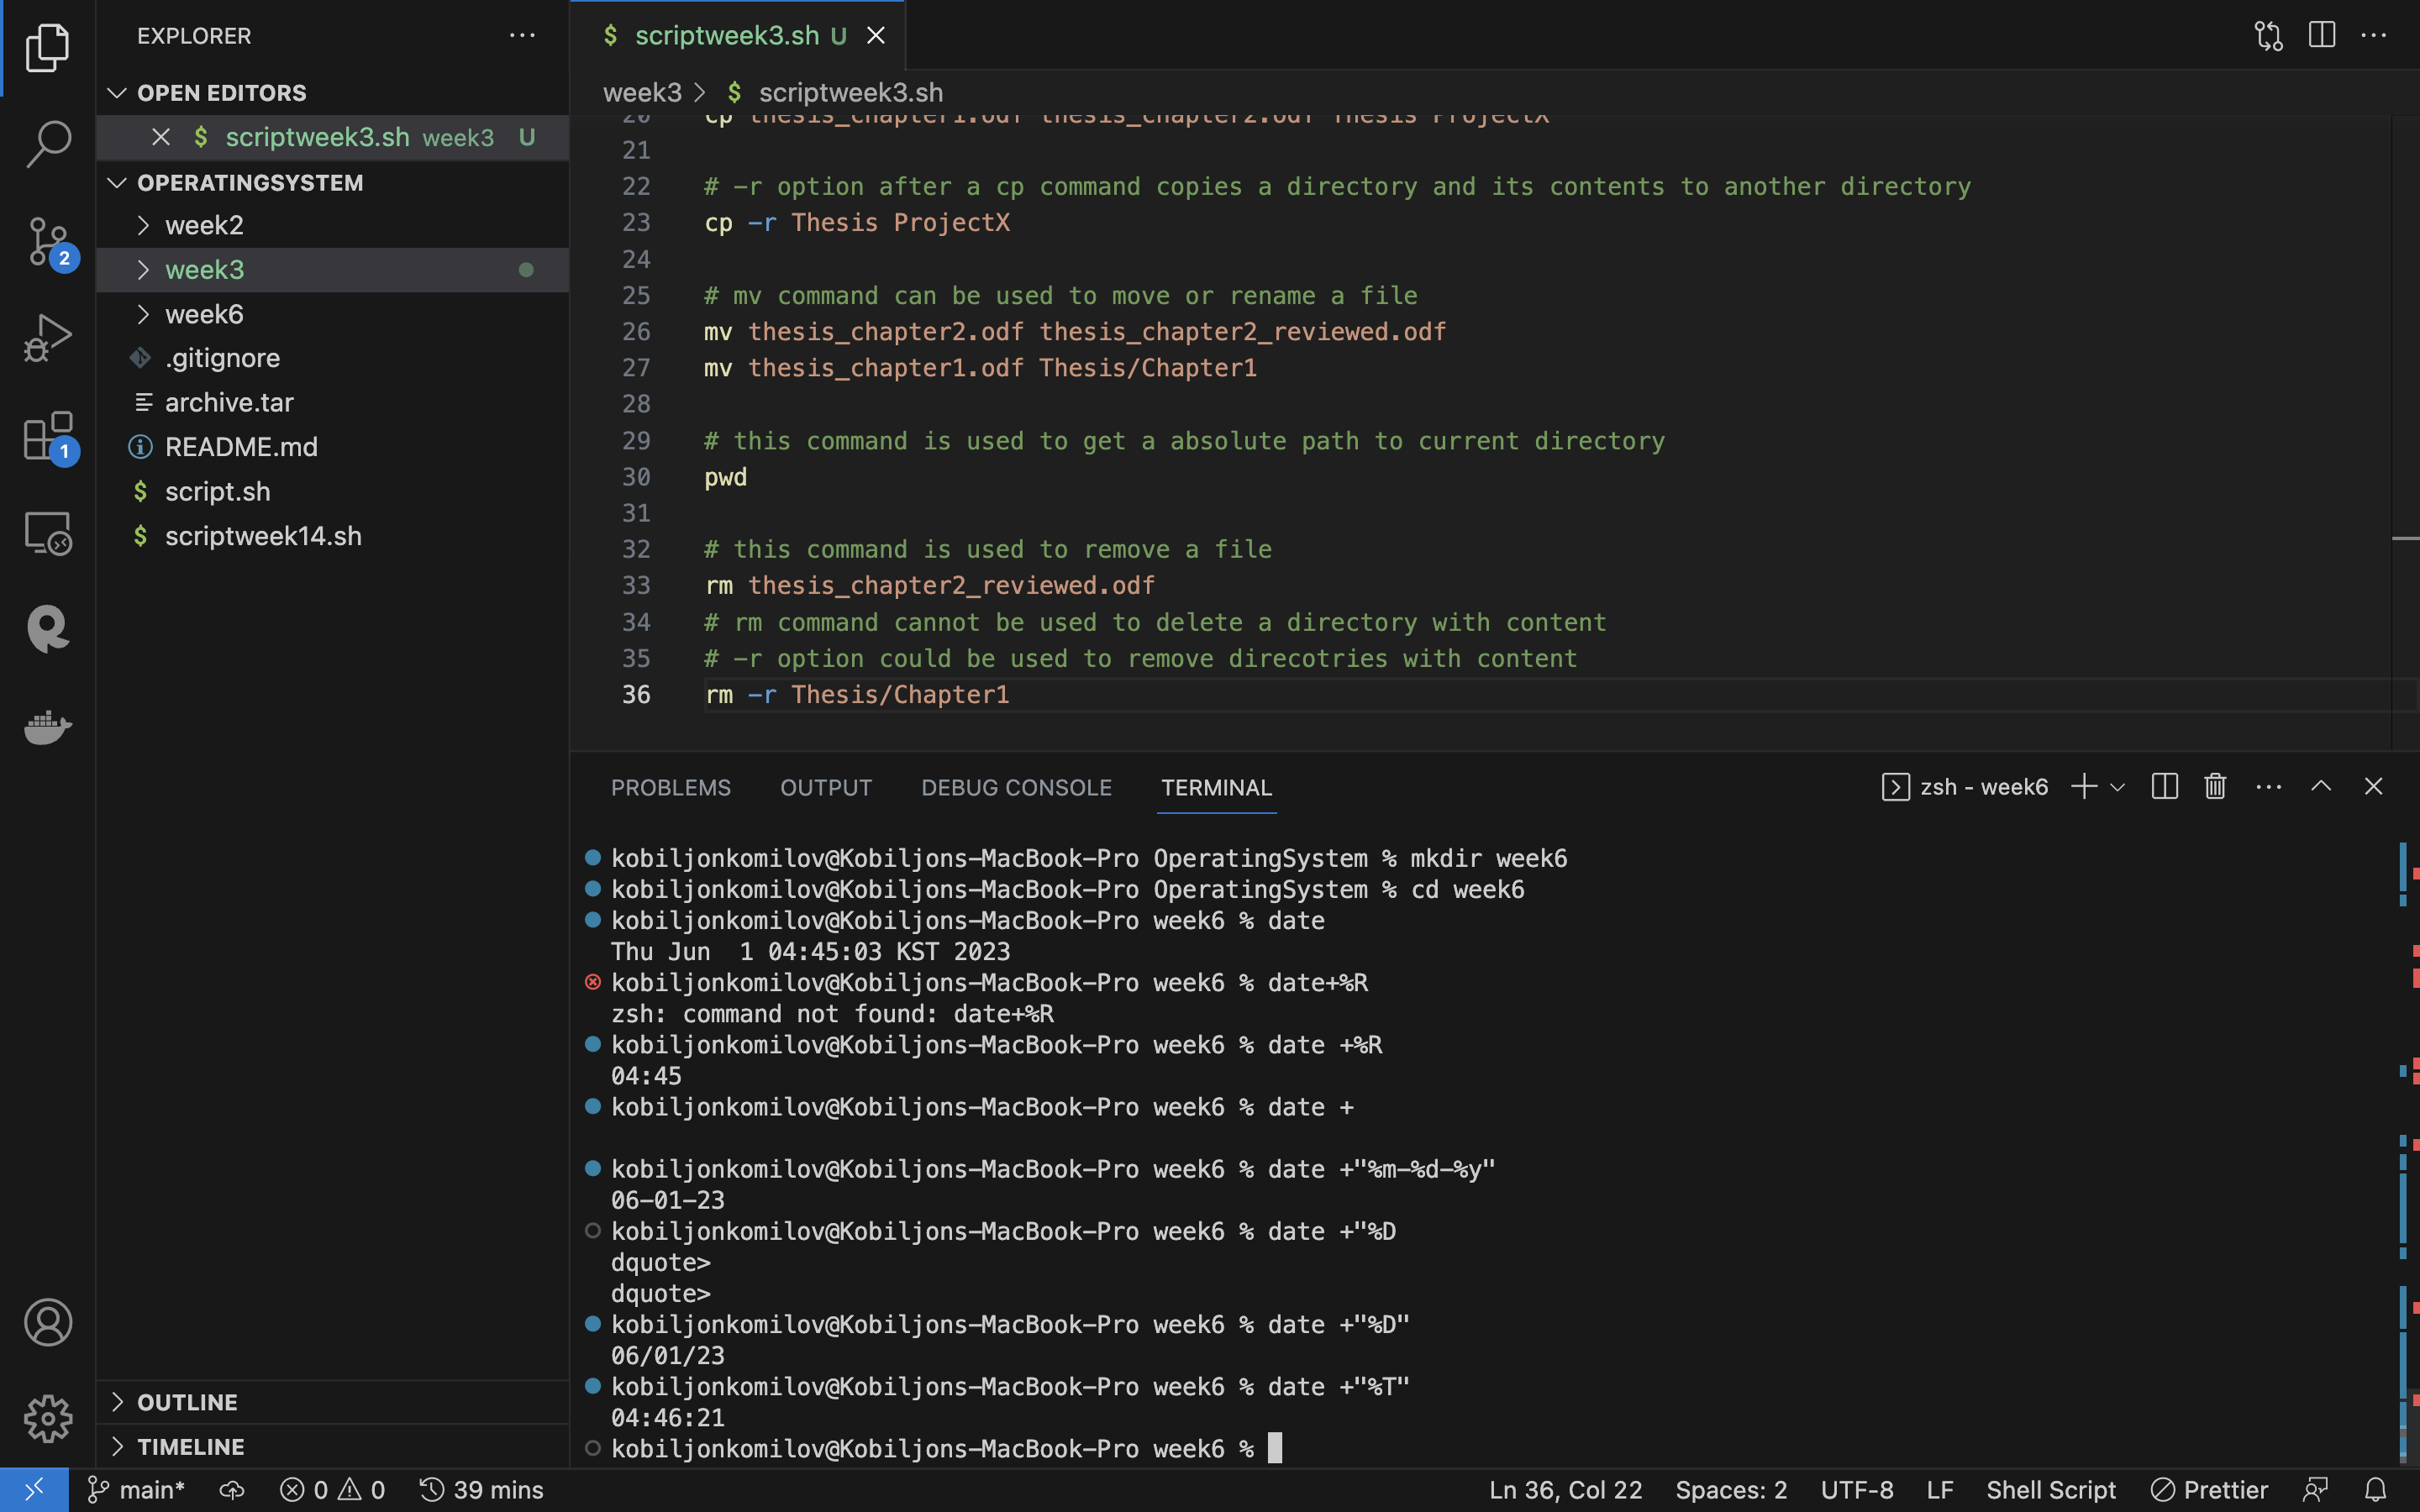 EXPLORER
OPEN EDITORS
$ scriptweek3.sh week3 U
OPERATINGSYSTEM
week2
week3
week6
.gitignore
archive.tar
README.md
$ script.sh
$ scriptweek14.sh
OUTLINE
TIMELINE
2
1
$ scriptweek3.sh U
week3 > $ scriptweek3.sh
20 cp thesis_chapter1.odf thesis_chapter2.odf Thesis ProjectX
21
22 # -r option after a cp command copies a directory and its contents to another directory
23 cp -r Thesis ProjectX
24
25 # mv command can be used to move or rename a file
26 mv thesis_chapter2.odf thesis_chapter2_reviewed.odf
27 mv thesis_chapter1.odf Thesis/Chapter1
28
29 # this command is used to get a absolute path to current directory
30 pwd
31
32 # this command is used to remove a file
33 rm thesis_chapter2_reviewed.odf
34 # rm command cannot be used to delete a directory with content
35 # -r option could be used to remove direcotries with content
36 rm -r Thesis/Chapter1
PROBLEMS OUTPUT DEBUG CONSOLE TERMINAL zsh - week6
kobiljonkomilov@Kobiljons-MacBook-Pro OperatingSystem % mkdir week6
kobiljonkomilov@Kobiljons-MacBook-Pro OperatingSystem % cd week6
kobiljonkomilov@Kobiljons-MacBook-Pro week6 % date
Thu Jun  1 04:45:03 KST 2023
kobiljonkomilov@Kobiljons-MacBook-Pro week6 % date+%R
zsh: command not found: date+%R
kobiljonkomilov@Kobiljons-MacBook-Pro week6 % date +%R
04:45
kobiljonkomilov@Kobiljons-MacBook-Pro week6 % date +
kobiljonkomilov@Kobiljons-MacBook-Pro week6 % date +"%m-%d-%y"
06-01-23
kobiljonkomilov@Kobiljons-MacBook-Pro week6 % date +"%D
dquote>
dquote>
kobiljonkomilov@Kobiljons-MacBook-Pro week6 % date +"%D"
06/01/23
kobiljonkomilov@Kobiljons-MacBook-Pro week6 % date +"%T"
04:46:21
kobiljonkomilov@Kobiljons-MacBook-Pro week6 %
main* 0 0 39 mins Ln 36, Col 22 Spaces: 2 UTF-8 LF Shell Script Prettier